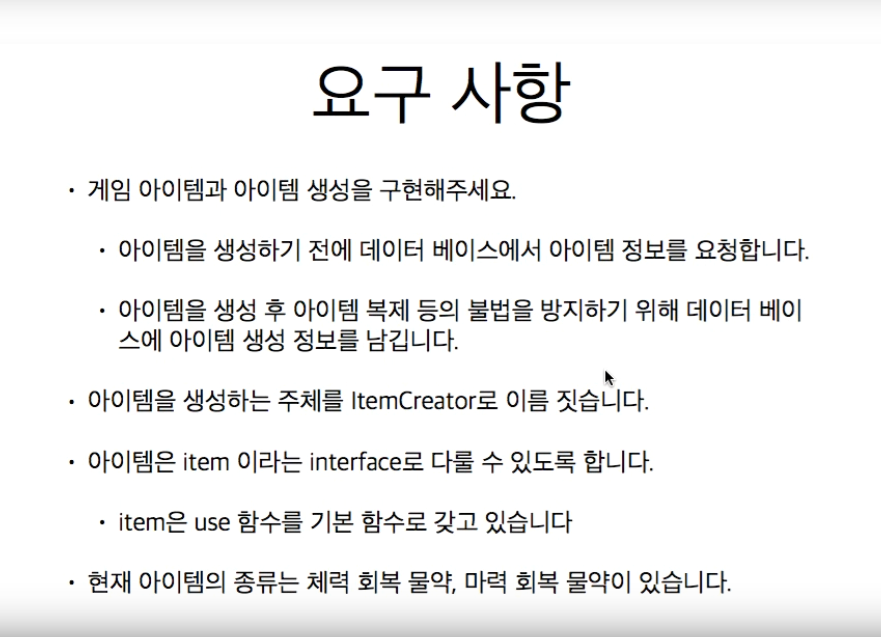 요구 사항
• 게임 아이템과 아이템 생성을 구현해주세요.
• 아이템을 생성하기 전에 데이터 베이스에서 아이템 정보를 요청합니다.
• 아이템을 생성 후 아이템 복제 등의 불법을 방지하기 위해 데이터 베이
스에 아이템 생성 정보를 남깁니다.
• 아이템을 생성하는 주체를 ItemCreator로 이름 짓습니다.
• 아이템은 item 이라는 interface로 다룰 수 있도록 합니다.
• item은 use 함수를 기본 함수로 갖고 있습니다
• 현재 아이템의 종류는 체력 회복 물약, 마력 회복 물약이 있습니다.